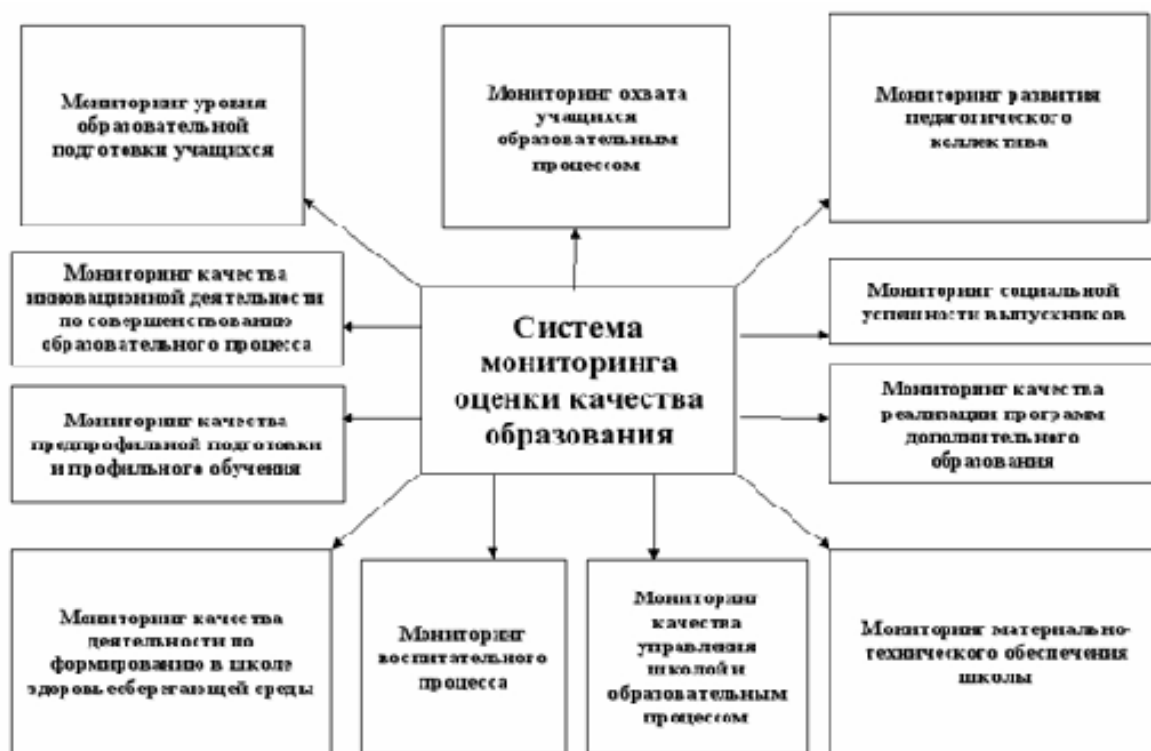 Мониторинг уровня
образовательной
подготовки учащихся
Мониторинг охвата
учащихся
образовательным
процессом
Мониторинг развития
педагогического
коллектива
Мониторинг качества
инновационной деятельности
по совершенствованию
образовательного процесса
Система
мониторинга
оценки качества
образования
Мониторинг социальной
успешности выпускников
Мониторинг качества
предпрофильной подготовки
и профильного обучения
Мониторинг качества
реализации программ
дополнительного
образования
Мониторинг качества
деятельности по
формированию в школе
здоровьесберегающей среды
Мониторинг
воспитательного
процесса
Мониторинг
качества
управления
школой и
образовательным
процессом
Мониторинг материально-
технического обеспечения
школы